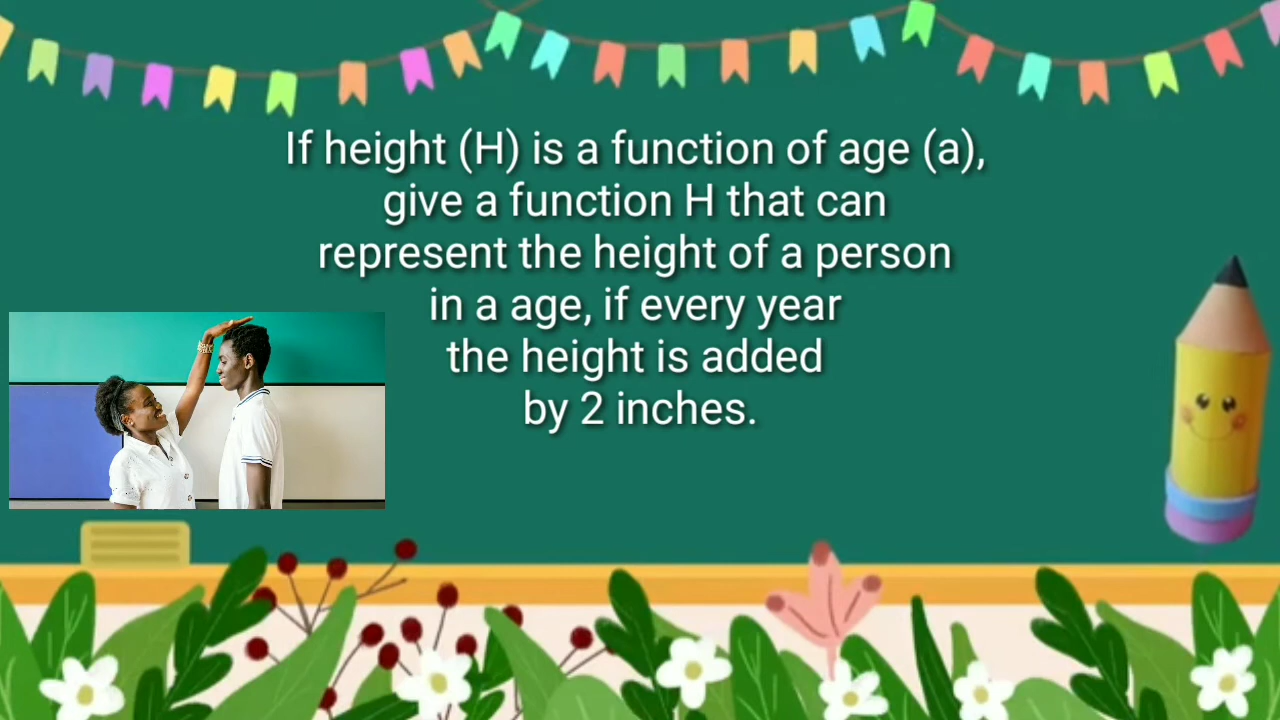 If height (H) is a function of age (a),
give a function H that can
represent the height of a person
in a age, if every year
the height is added
by 2 inches.